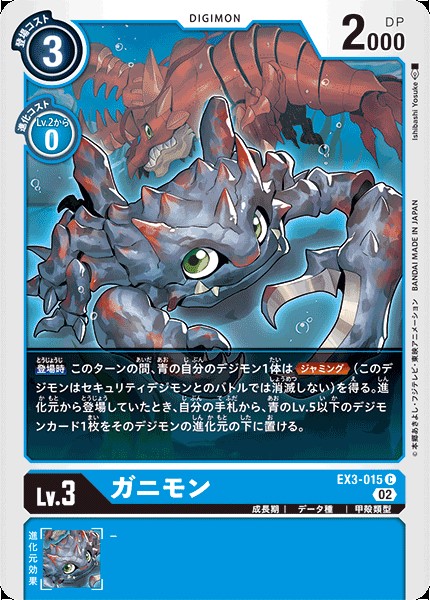 DIGIMON
登場コスト
3
DP
2000
進化コスト
Lv.2から
0
Ishibashi Yosuke
BANDAI MADE IN JAPAN
©本郷あきよし・フジテレビ・東映アニメーション
登場時 このターンの間、青の自分のデジモン1体は ジャミング (このデ
ジモンはセキュリティデジモンとのバトルでは消滅しない)を得る。進
化元から登場していたとき、自分の手札から、青のLv.5以下のデジモ
ンカード1枚をそのデジモンの進化元の下に置ける。
EX3-015 C
Lv.3
ガニモン
02
成長期 | データ種 | 甲殻類型
進化元効果
-